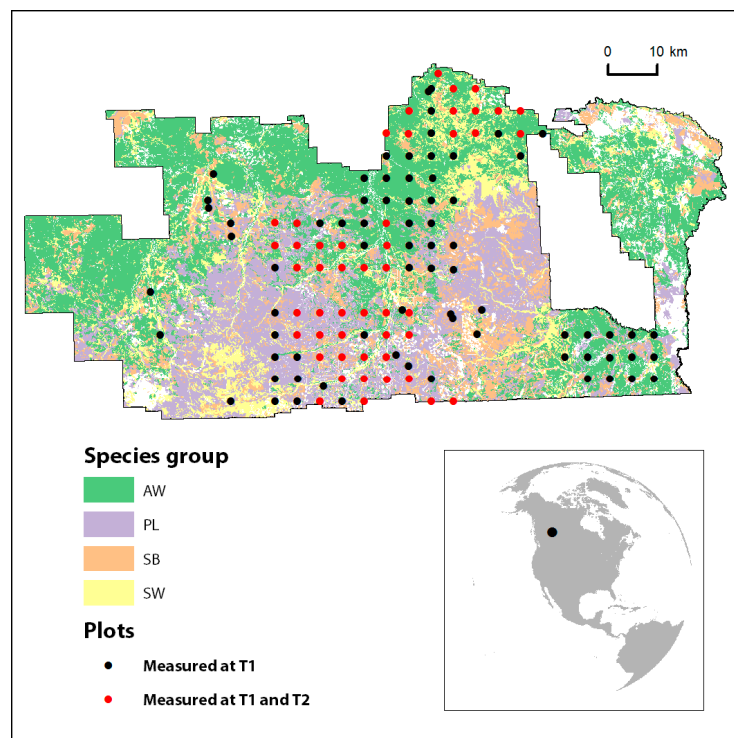 0 10 km
Species group
AW
PL
SB
SW
Plots
Measured at T1
Measured at T1 and T2